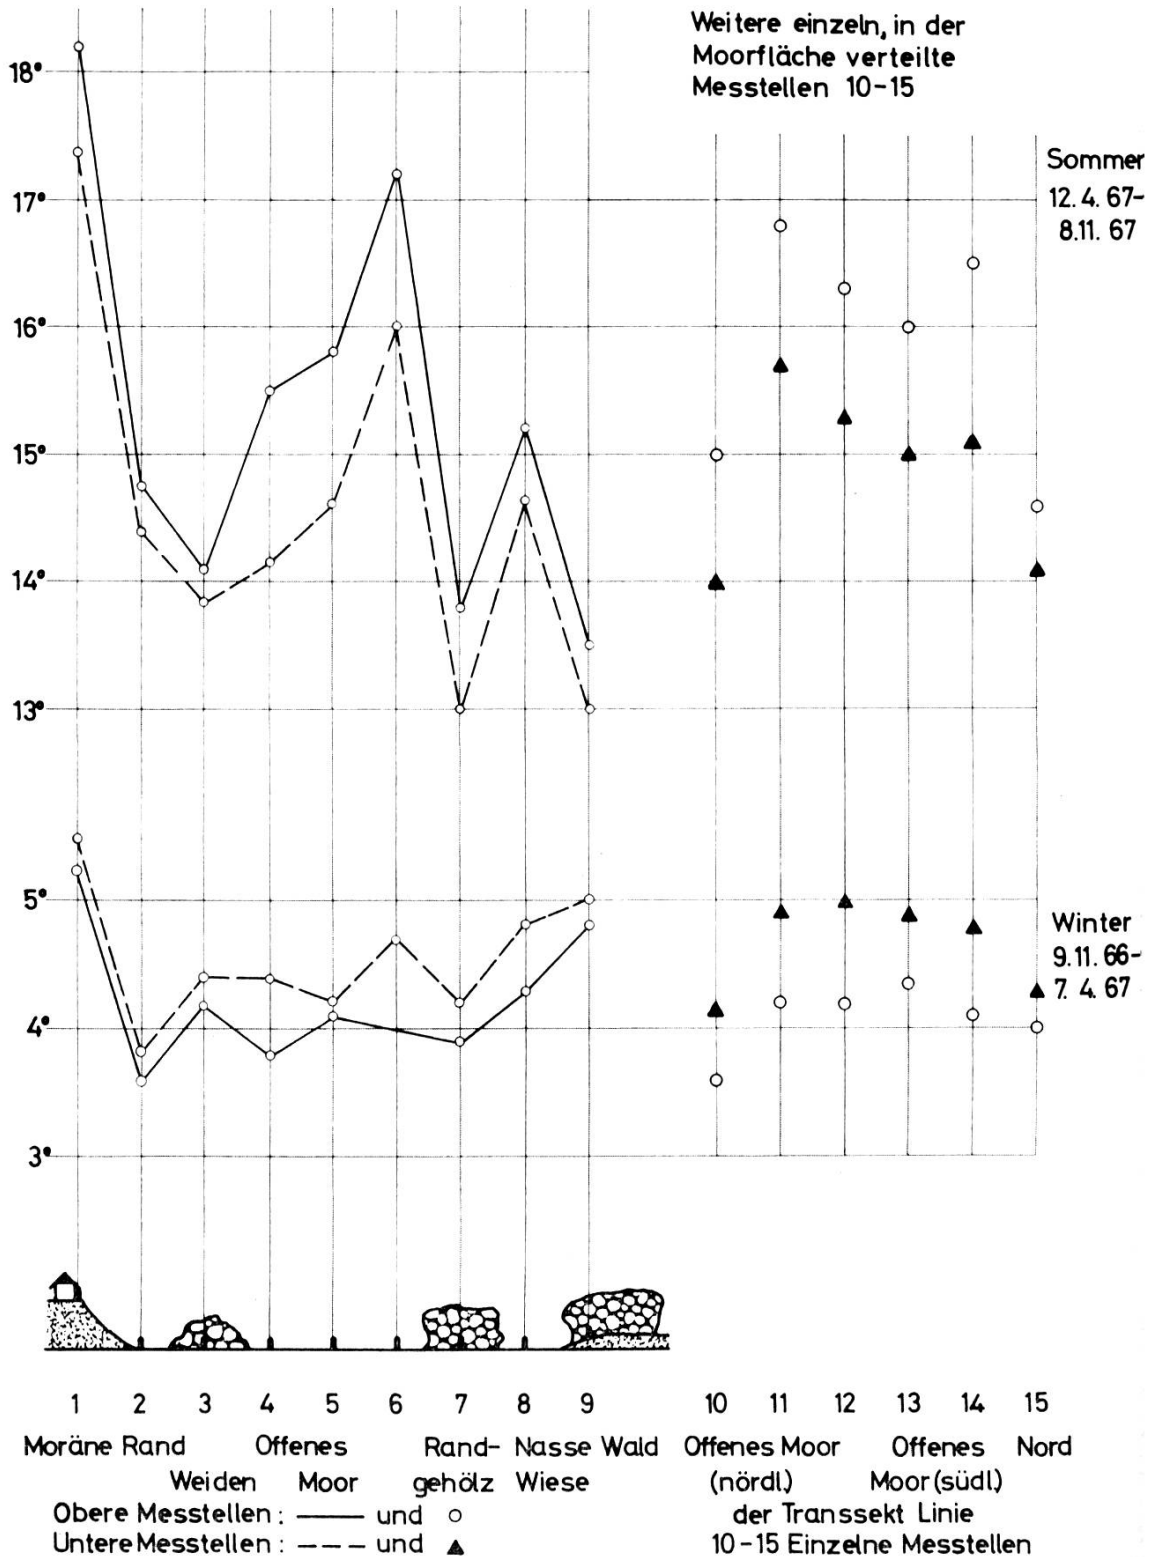 Weitere einzeln, in der
Moorfläche verteilte
Messtellen 10-15
18°
17°
16°
15°
14°
13°
5°
4°
3°
Sommer
12.4.67-
8.11.67
Winter
9.11.66-
7.4.67
1 2 3 4 5 6 7 8 9 10 11 12 13 14 15
Moräne Rand Offenes Rand- Nasse Wald Offenes Moor Offenes Nord
Weiden Moor gehölz Wiese (nördl.) Moor (südl.)
Obere Messtellen : ——— und ○ der Transsekt Linie
Untere Messtellen : – – – und ▲ 10-15 Einzelne Messtellen